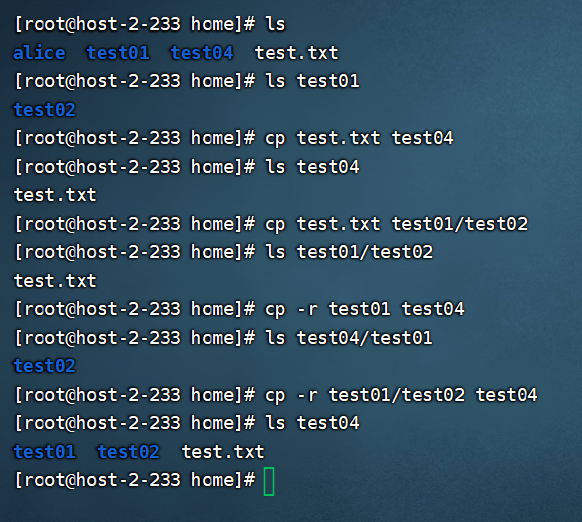 [root@host-2-233 home]# ls
alice  test01  test04  test.txt
[root@host-2-233 home]# ls test01
test02
[root@host-2-233 home]# cp test.txt test04
[root@host-2-233 home]# ls test04
test.txt
[root@host-2-233 home]# cp test.txt test01/test02
[root@host-2-233 home]# ls test01/test02
test.txt
[root@host-2-233 home]# cp -r test01 test04
[root@host-2-233 home]# ls test04/test01
test02
[root@host-2-233 home]# cp -r test01/test02 test04
[root@host-2-233 home]# ls test04
test01  test02  test.txt
[root@host-2-233 home]#